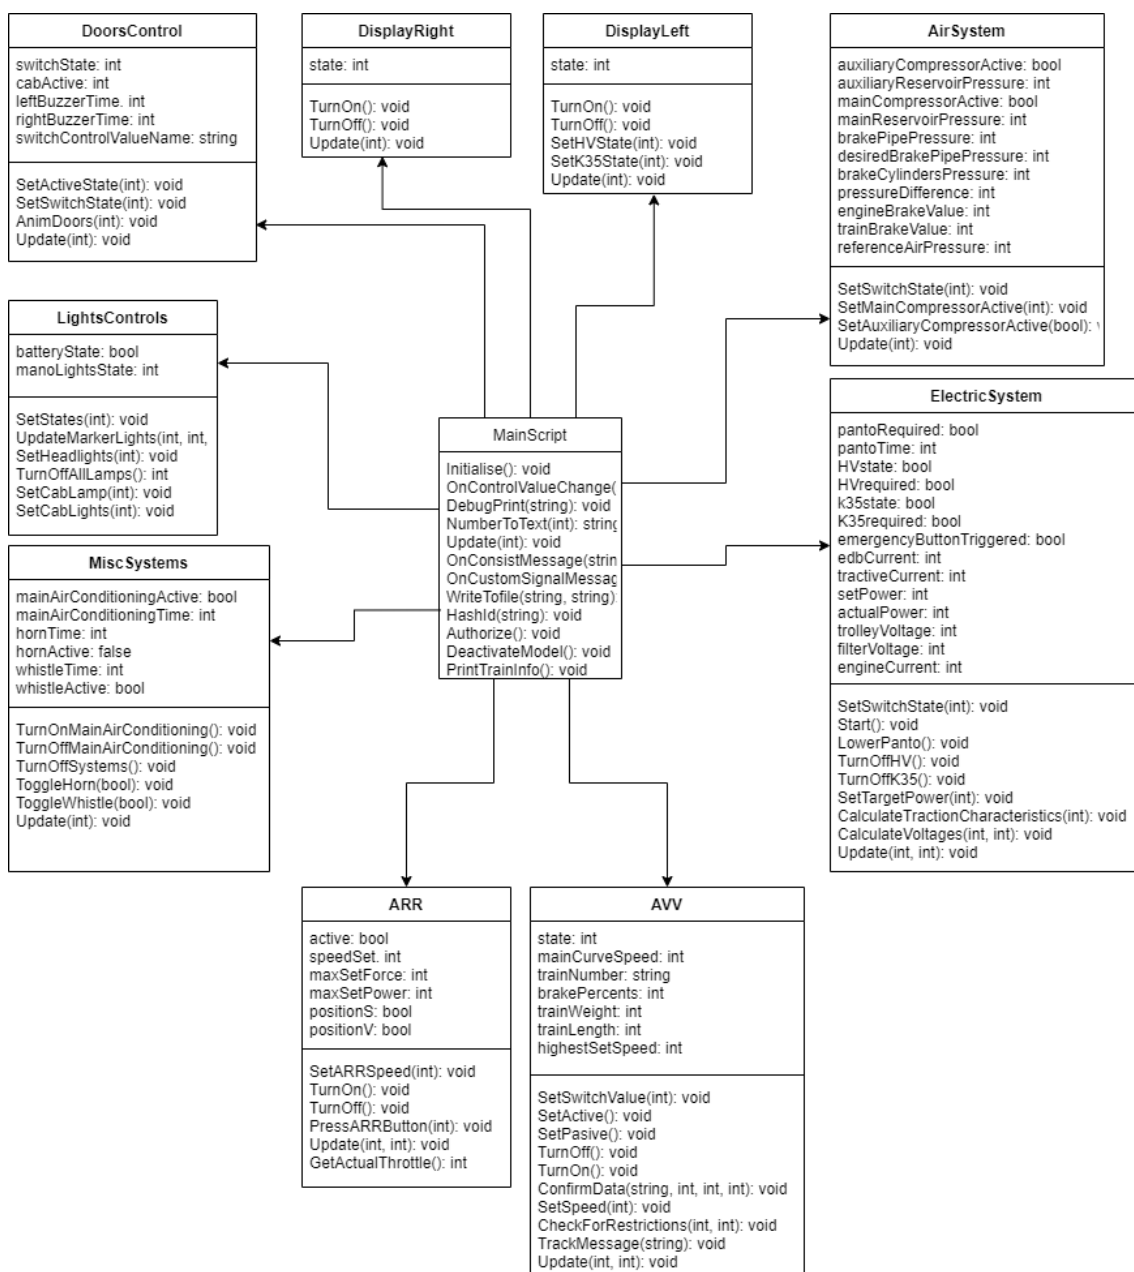 DoorsControl
switchState: int
cabActive: int
leftBuzzerTime. int
rightBuzzerTime: int
switchControlValueName: string
SetActiveState(int): void
SetSwitchState(int): void
AnimDoors(int): void
Update(int): void
DisplayRight
state: int
TurnOn(): void
TurnOff(): void
Update(int): void
DisplayLeft
state: int
TurnOn(): void
TurnOff(): void
SetHVState(int): void
SetK35State(int): void
Update(int): void
AirSystem
auxiliaryCompressorActive: bool
auxiliaryReservoirPressure: int
mainCompressorActive: bool
mainReservoirPressure: int
brakePipePressure: int
desiredBrakePipePressure: int
brakeCylindersPressure: int
pressureDifference: int
engineBrakeValue: int
trainBrakeValue: int
referenceAirPressure: int
SetSwitchState(int): void
SetMainCompressorActive(int): void
SetAuxiliaryCompressorActive(bool):
Update(int): void
LightsControls
batteryState: bool
manoLightsState: int
SetStates(int): void
UpdateMarkerLights(int, int,
SetHeadlights(int): void
TurnOffAllLamps(): int
SetCabLamp(int): void
SetCabLights(int): void
MainScript
Initialise(): void
OnControlValueChange(
DebugPrint(string): void
NumberToText(int): string
Update(int): void
OnConsistMessage(strin
OnCustomSignalMessag
WriteTofile(string, string)
HashId(string): void
Authorize(): void
DeactivateModel(): void
PrintTrainInfo(): void
ElectricSystem
pantoRequired: bool
pantoTime: int
HVstate: bool
HVrequired: bool
k35state: bool
K35required: bool
emergencyButtonTriggered: bool
edbCurrent: int
tractiveCurrent: int
setPower: int
actualPower: int
trolleyVoltage: int
filterVoltage: int
engineCurrent: int
SetSwitchState(int): void
Start(): void
LowerPanto(): void
TurnOffHV(): void
TurnOffK35(): void
SetTargetPower(int): void
CalculateTractionCharacteristics(int): void
CalculateVoltages(int, int): void
Update(int, int): void
MiscSystems
mainAirConditioningActive: bool
mainAirConditioningTime: int
hornTime: int
hornActive: false
whistleTime: int
whistleActive: bool
TurnOnMainAirConditioning(): void
TurnOffMainAirConditioning(): void
TurnOffSystems(): void
ToggleHorn(bool): void
ToggleWhistle(bool): void
Update(int): void
ARR
active: bool
speedSet. int
maxSetForce: int
maxSetPower: int
positionS: bool
positionV: bool
SetARRSpeed(int): void
TurnOn(): void
TurnOff(): void
PressARRButton(int): void
Update(int, int): void
GetActualThrottle(): int
AVV
state: int
mainCurveSpeed: int
trainNumber: string
brakePercents: int
trainWeight: int
trainLength: int
highestSetSpeed: int
SetSwitchValue(int): void
SetActive(): void
SetPasive(): void
TurnOff(): void
TurnOn(): void
ConfirmData(string, int, int, int): void
SetSpeed(int): void
CheckForRestrictions(int, int): void
TrackMessage(string): void
Update(int, int): void